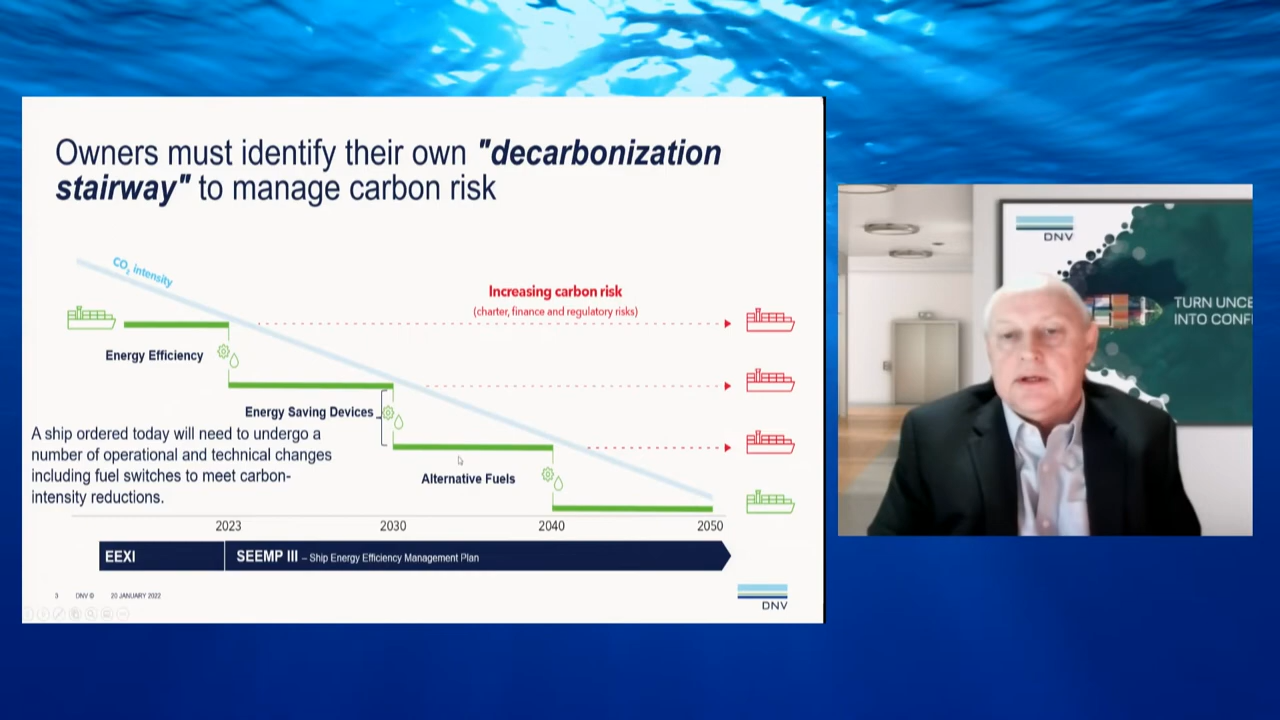 Owners must identify their own "decarbonization
stairway" to manage carbon risk
CO₂ intensity
Increasing carbon risk
(charter, finance and regulatory risks)
Energy Efficiency
Energy Saving Devices
A ship ordered today will need to undergo a
number of operational and technical changes
including fuel switches to meet carbon-
intensity reductions.
Alternative Fuels
2023 2030 2040 2050
EEXI SEEMP III – Ship Energy Efficiency Management Plan
3 DNV © 20 JANUARY 2022
DNV
DNV
TURN UNCE
INTO CONF